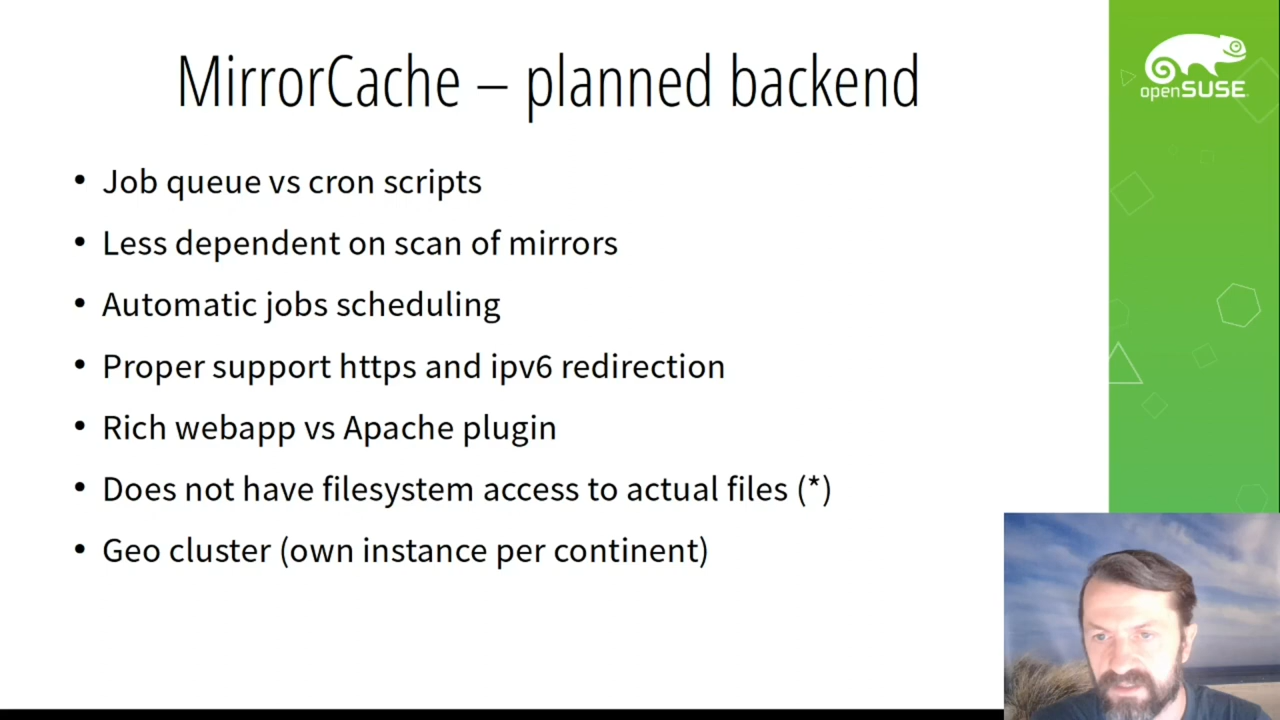 MirrorCache – planned backend
openSUSE
• Job queue vs cron scripts
• Less dependent on scan of mirrors
• Automatic jobs scheduling
• Proper support https and ipv6 redirection
• Rich webapp vs Apache plugin
• Does not have filesystem access to actual files (*)
• Geo cluster (own instance per continent)